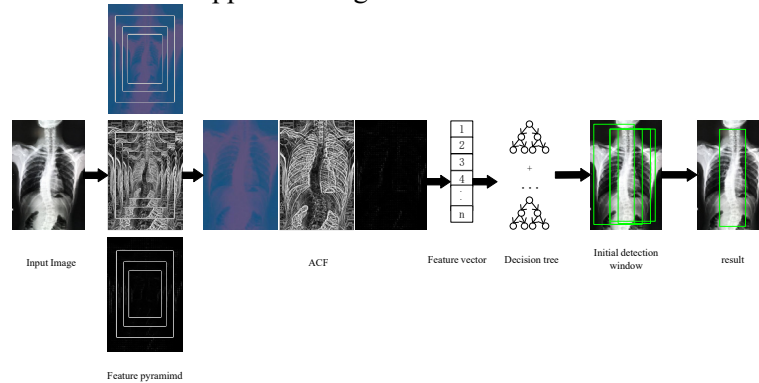 1
2
3
4
.
.
n
+
...
Input Image
ACF
Feature vector
Decision tree
Initial detection
window
result
Feature pyramimd